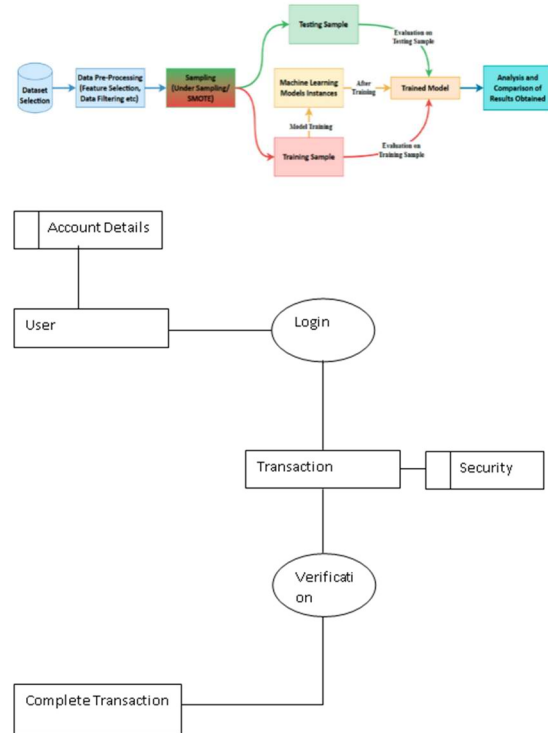 Dataset
Selection
Data Pre-Processing
(Feature Selection,
Data Filtering etc)
Sampling
(Under Sampling/
SMOTE)
Testing Sample
Evaluation on
Testing Sample
Machine Learning
Models Instances
After
Training
Trained Model
Analysis and
Comparison of
Results Obtained
Model Training
Training Sample
Evaluation on
Training Sample
Account Details
User
Login
Transaction
Security
Verificati
on
Complete Transaction